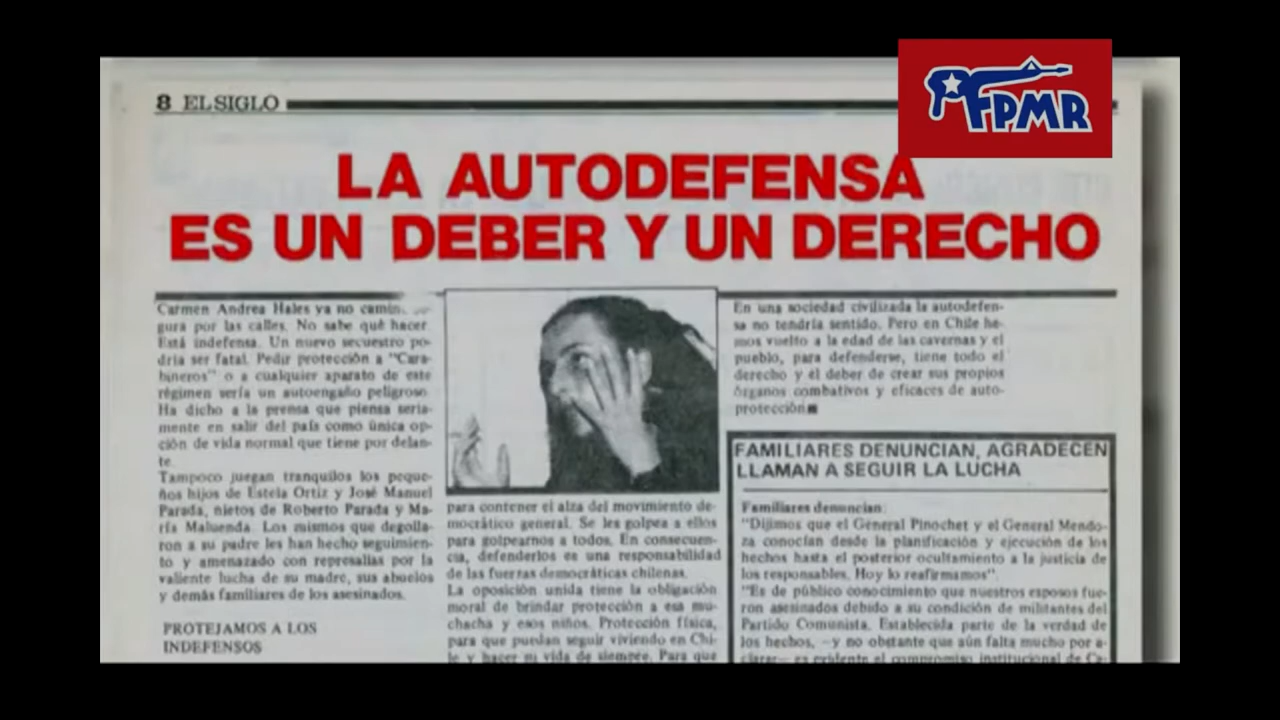 8 EL SIGLO
FPMR
LA AUTODEFENSA
ES UN DEBER Y UN DERECHO
Carmen Andrea Hales ya no
gura por las calles. No sabe qué hacer.
Está indefensa. Un nuevo secuestro po-
dría ser fatal. Pedir protección a "Cara-
bineros" o a cualquier aparato de este
régimen sería un autoengaño peligroso.
Ha dicho a la prensa que piensa seria-
mente en salir del país como única op-
ción de vida normal que tiene por delan-
te.
Tampoco juegan tranquilos los peque-
ños hijos de Estela Ortiz y José Manuel
Parada, nietos de Roberto Parada y Ma-
ría Maluenda. Los mismos que degolla-
ron a su padre les han hecho seguimien-
to y amenazado con represalias por la
valiente lucha de su madre, sus abuelos
y demás familiares de los asesinados.
PROTEJAMOS A LOS
INDEFENSOS
para contener el alza del movimiento de-
mocrático general. Se les golpea a ellos
para golpearnos a todos. En consecuen-
cia, defenderlos es una responsabilidad
de las fuerzas democráticas chilenas.
La oposición unida tiene la obligación
moral de brindar protección a esa mu-
chacha y esos niños. Protección física,
para que puedan seguir viviendo en Chi-
le y hacer su vida de siempre. Para que
En una sociedad civilizada la autodefen-
sa no tendría sentido. Pero en Chile he-
mos vuelto a la edad de las cavernas y el
pueblo, para defenderse, tiene todo el
derecho y el deber de crear sus propios
órganos combativos y eficaces de auto-
protección■
FAMILIARES DENUNCIAN, AGRADECEN
LLAMAN A SEGUIR LA LUCHA
Familiares denuncian:
"Dijimos que el General Pinochet y el General Mendo-
za conocían desde la planificación y ejecución de los
hechos hasta el posterior ocultamiento a la justicia de
los responsables. Hoy lo reafirmamos".
"Es de público conocimiento que nuestros esposos fue-
ron asesinados debido a su condición de militantes del
Partido Comunista. Establecida parte de la verdad de
los hechos, —y no obstante que aún falta mucho por a-
clarar— es evidente el compromiso institucional de Ca-